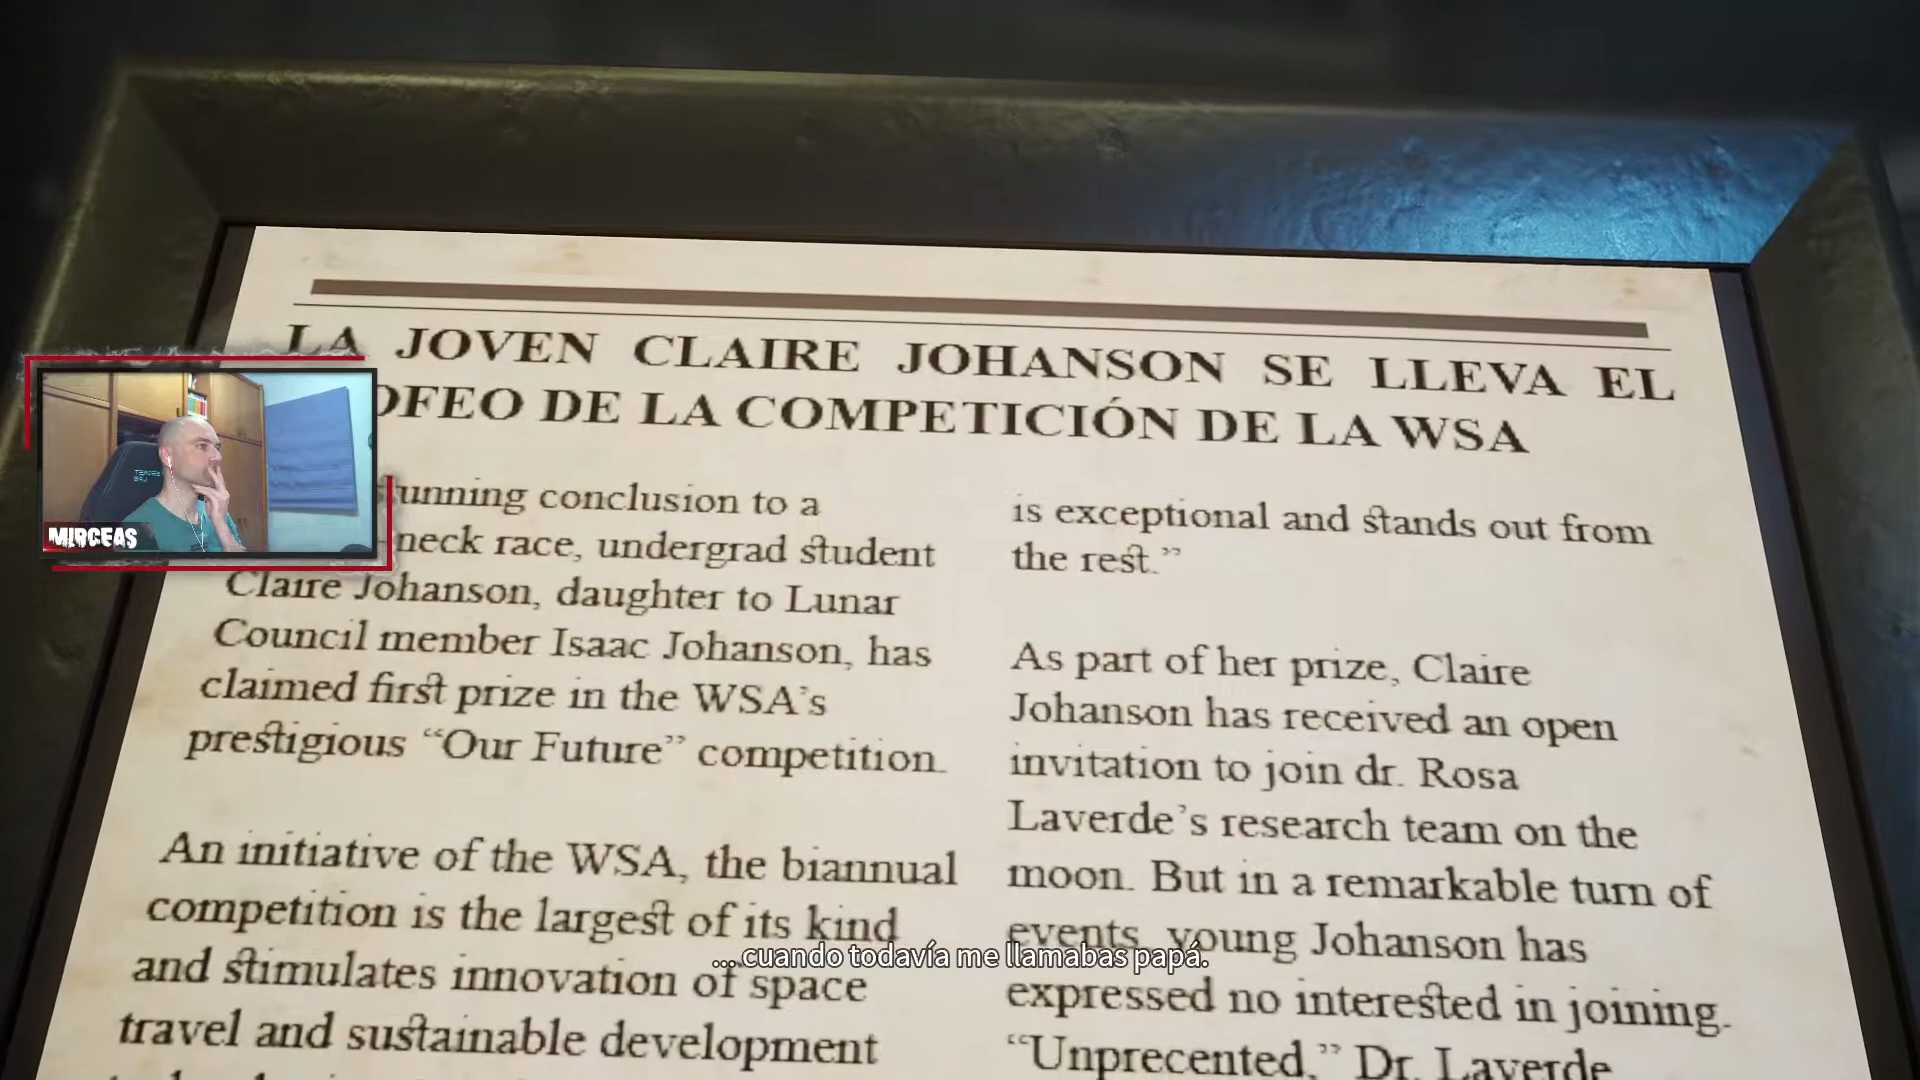 LA JOVEN CLAIRE JOHANSON SE LLEVA EL
OFEO DE LA COMPETICIÓN DE LA WSA
tunning conclusion to a
neck race, undergrad student
Claire Johanson, daughter to Lunar
Council member Isaac Johanson, has
claimed first prize in the WSA's
prestigious “Our Future” competition.
An initiative of the WSA, the biannual
competition is the largest of its kind
and stimulates innovation of space
travel and sustainable development
is exceptional and stands out from
the rest.”
As part of her prize, Claire
Johanson has received an open
invitation to join dr. Rosa
Laverde's research team on the
moon. But in a remarkable turn of
events, young Johanson has
expressed no interested in joining.
“Unprecented,” Dr. Laverde
... cuando todavía me llamabas papá.
MIRCEAS